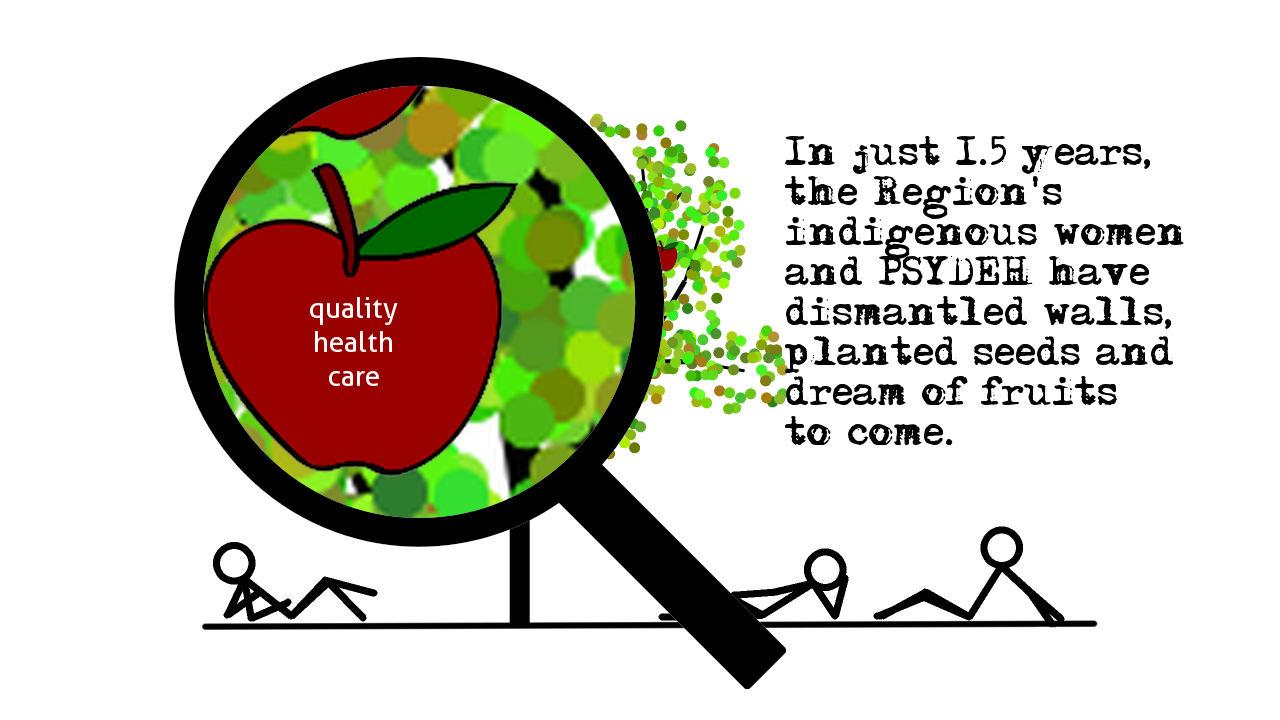 quality
health
care
In just 1.5 years,
the Region's
indigenous women
and PSYDEH have
dismantled walls,
planted seeds and
dream of fruits
to come.